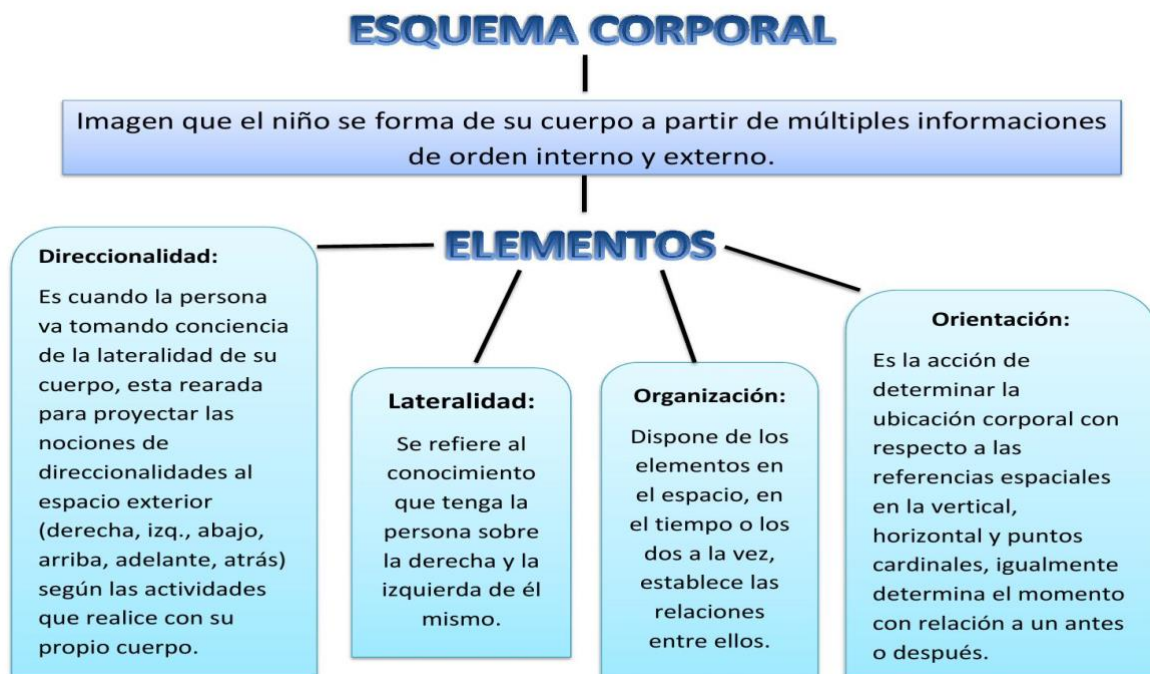 ESQUEMA CORPORAL
Imagen que el niño se forma de su cuerpo a partir de múltiples informaciones
de orden interno y externo.
ELEMENTOS
Direccionalidad:
Es cuando la persona
va tomando conciencia
de la lateralidad de su
cuerpo, esta rearada
para proyectar las
nociones de
direccionalidades al
espacio exterior
(derecha, izq., abajo,
arriba, adelante, atrás)
según las actividades
que realice con su
propio cuerpo.
Lateralidad:
Se refiere al
conocimiento
que tenga la
persona sobre
la derecha y la
izquierda de él
mismo.
Organización:
Dispone de los
elementos en
el espacio, en
el tiempo o los
dos a la vez,
establece las
relaciones
entre ellos.
Orientación:
Es la acción de
determinar la
ubicación corporal con
respecto a las
referencias espaciales
en la vertical,
horizontal y puntos
cardinales, igualmente
determina el momento
con relación a un antes
o después.